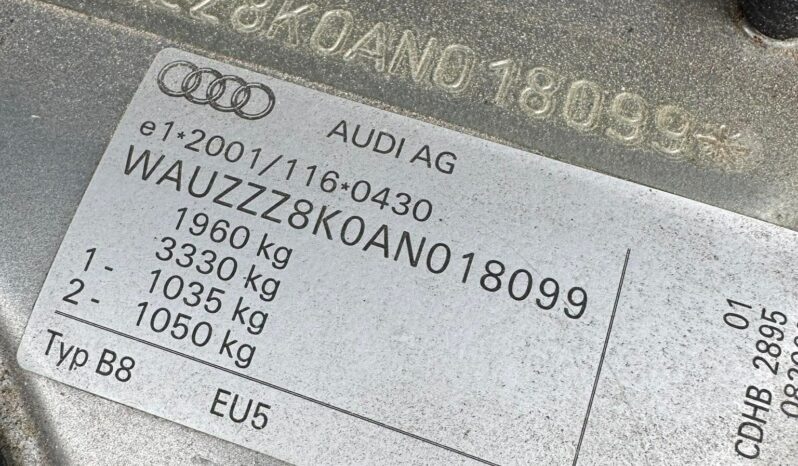 Z8K0AN018099*
AUDI AG
e1*2001/116*0430
WAUZZZ8K0AN018099
1960 kg
3330 kg
1- 1035 kg
2- 1050 kg
Typ B8
EU5
01
CDHB 2895